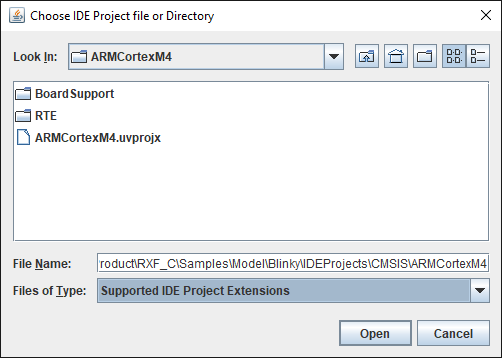 Choose IDE Project file or Directory
Look In: ARMCortexM4
BoardSupport
RTE
ARMCortexM4.uvprojx
File Name: roduct\RXF_C\Samples\Model\Blinky\IDEProjects\CMSIS\ARMCortexM4
Files of Type: Supported IDE Project Extensions
Open Cancel